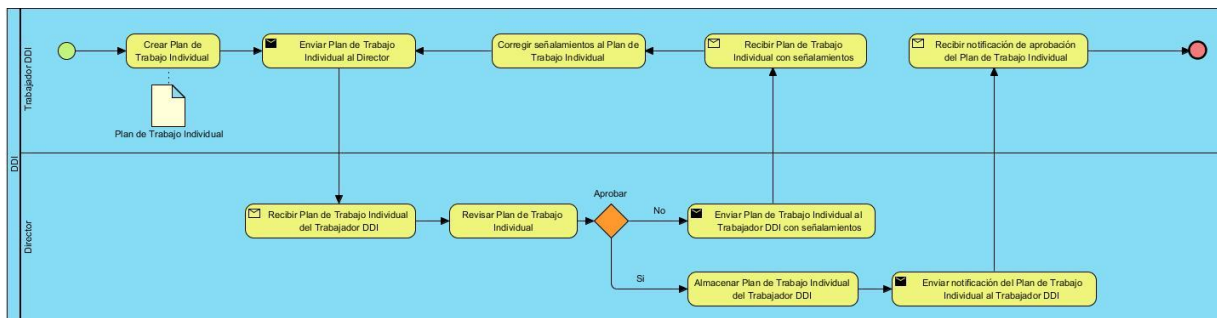 DDI
Trabajador DDI
Crear Plan de
Trabajo Individual
Enviar Plan de Trabajo
Individual al Director
Corregir señalamientos al Plan de
Trabajo Individual
Recibir Plan de Trabajo
Individual con señalamientos
Recibir notificación de aprobación
del Plan de Trabajo Individual
Plan de Trabajo Individual
Director
Recibir Plan de Trabajo Individual
del Trabajador DDI
Revisar Plan de Trabajo
Individual
Aprobar
No
Enviar Plan de Trabajo Individual al
Trabajador DDI con señalamientos
Si
Almacenar Plan de Trabajo Individual
del Trabajador DDI
Enviar notificación del Plan de Trabajo
Individual al Trabajador DDI